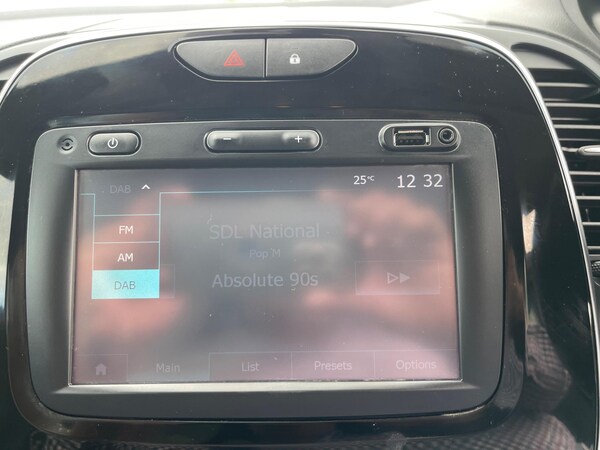 DAB
25°C 12 32
FM
AM
DAB
SDL National
Pop M
Absolute 90s
Main List Presets Options